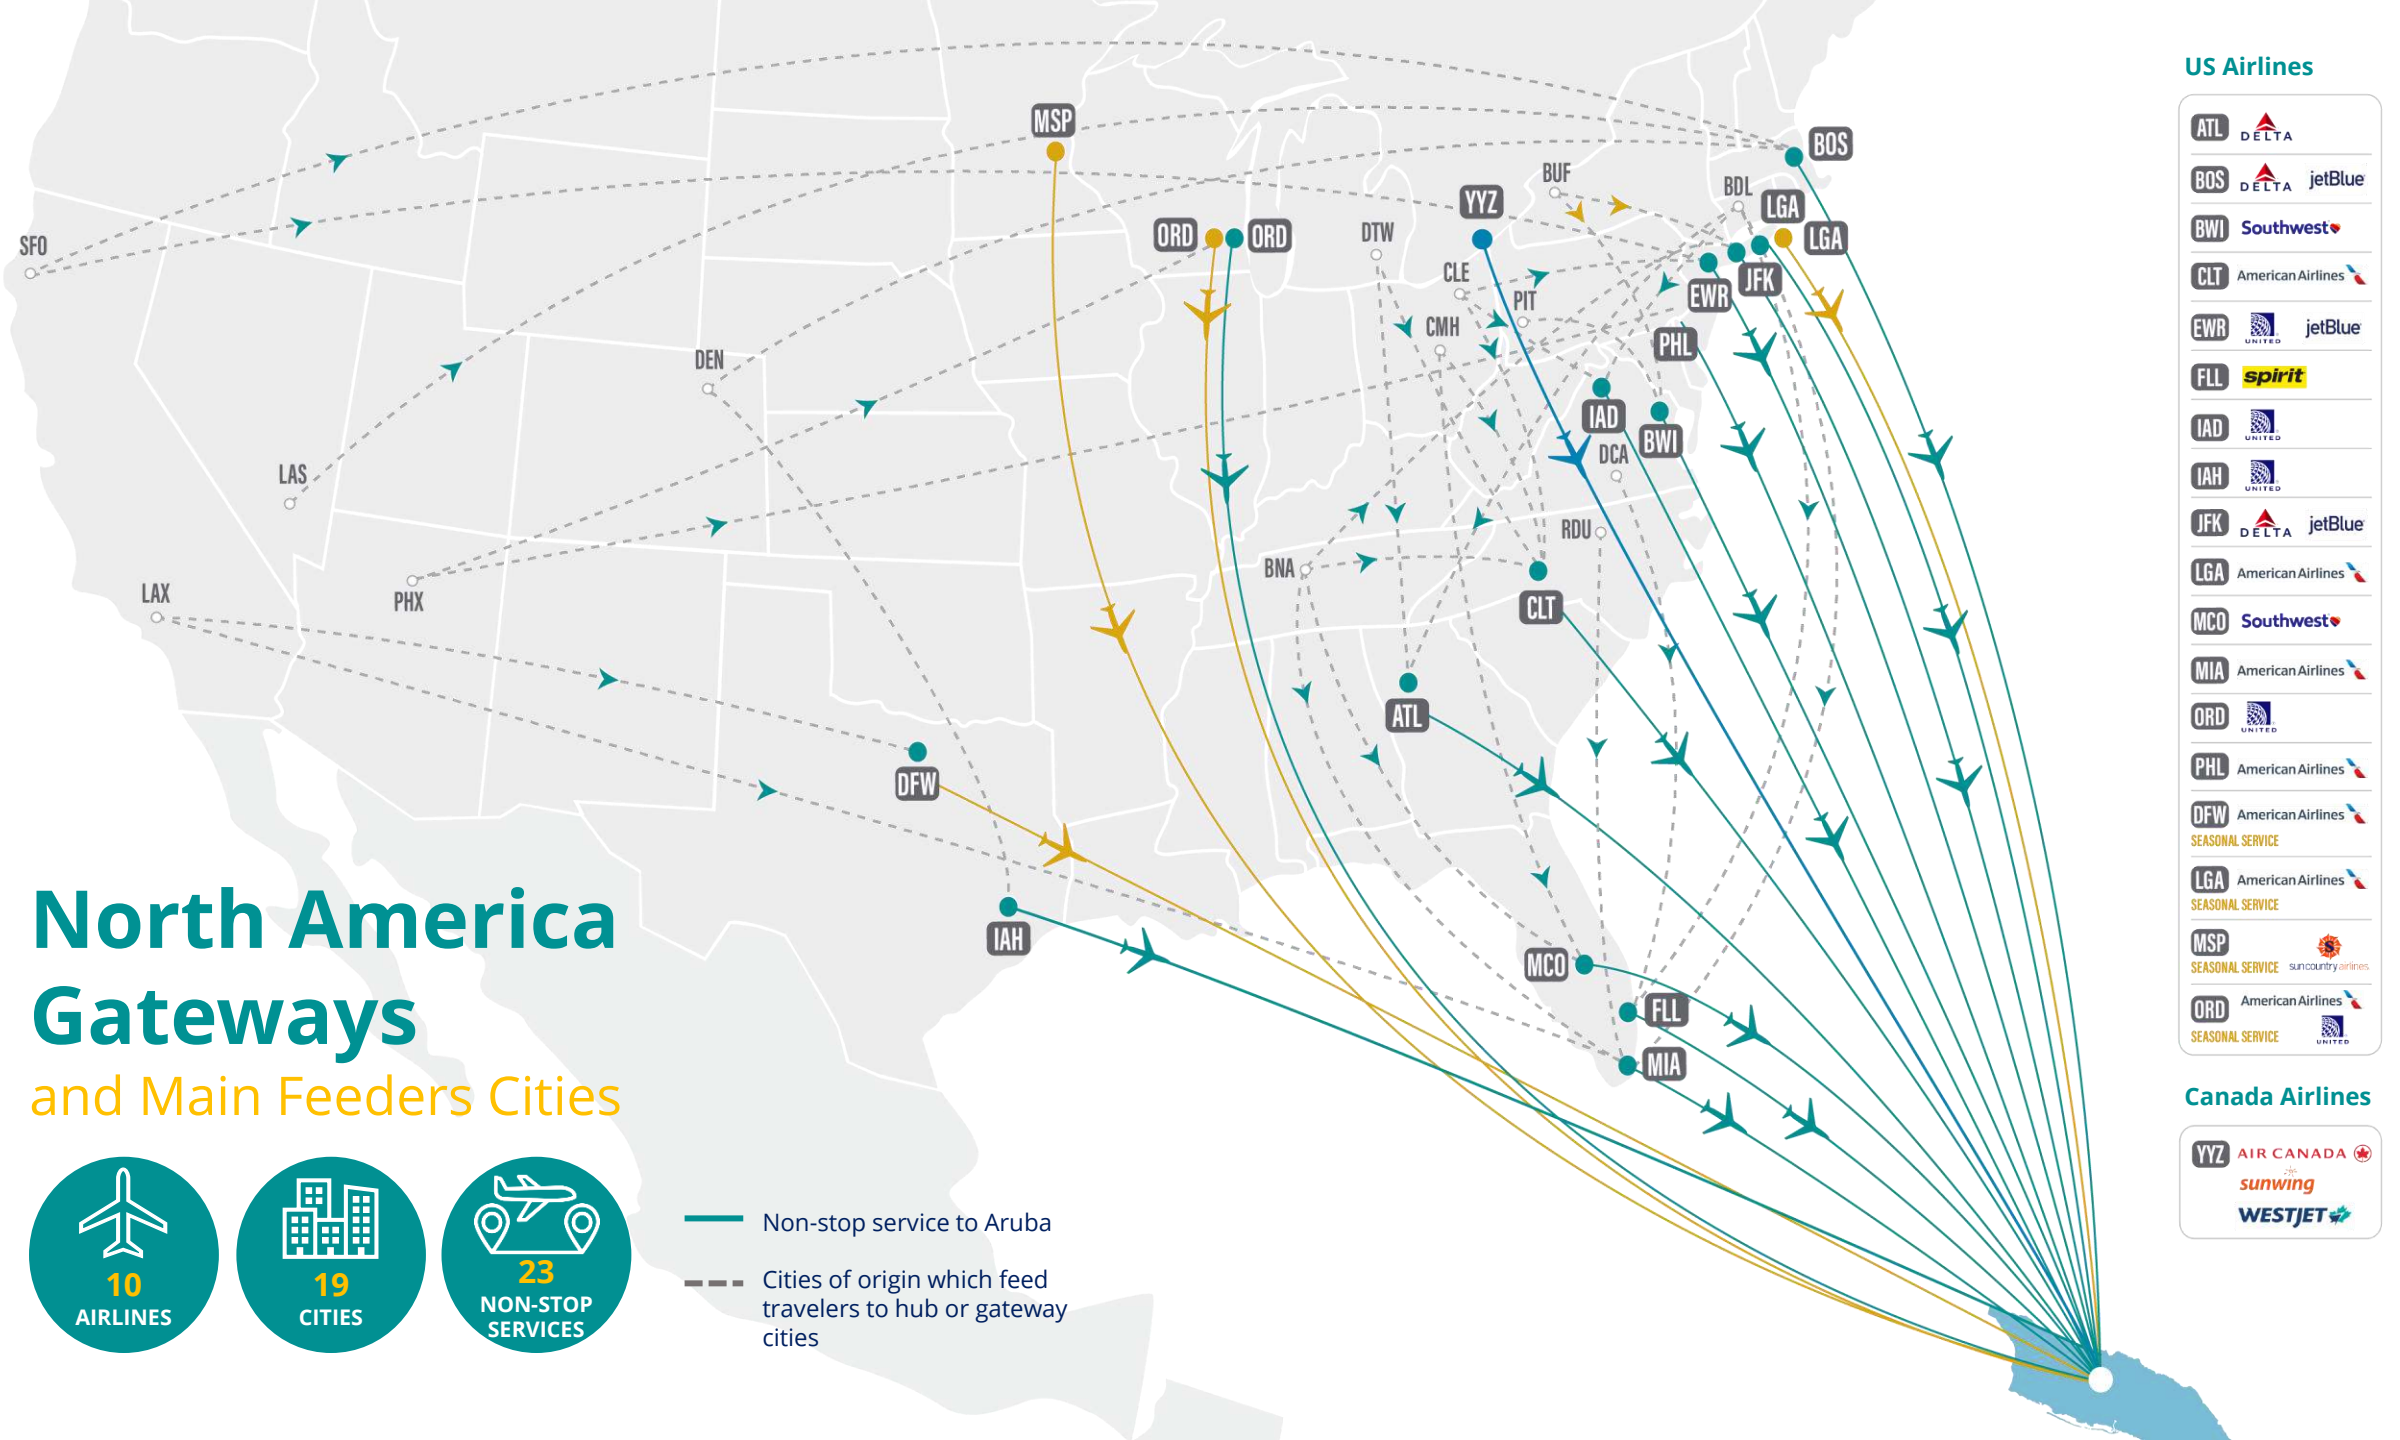 MSP
BOS
BUF
BDL
YYZ
LGA
ORD
ORD
DTW
LGA
SFO
CLE
JFK
EWR
PIT
CMH
PHL
DEN
IAD
BWI
DCA
LAS
RDU
BNA
LAX
PHX
CLT
ATL
DFW
IAH
MCO
FLL
MIA
North America
Gateways
and Main Feeders Cities
10
AIRLINES
19
CITIES
23
NON-STOP
SERVICES
Non-stop service to Aruba
Cities of origin which feed
travelers to hub or gateway
cities
US Airlines
ATL DELTA
BOS DELTA jetBlue
BWI Southwest
CLT American Airlines
EWR UNITED jetBlue
FLL spirit
IAD UNITED
IAH UNITED
JFK DELTA jetBlue
LGA American Airlines
MCO Southwest
MIA American Airlines
ORD UNITED
PHL American Airlines
DFW American Airlines
SEASONAL SERVICE
LGA American Airlines
SEASONAL SERVICE
MSP S
SEASONAL SERVICE sun country airlines
ORD American Airlines
SEASONAL SERVICE UNITED
Canada Airlines
YYZ AIR CANADA
sunwing
WESTJET